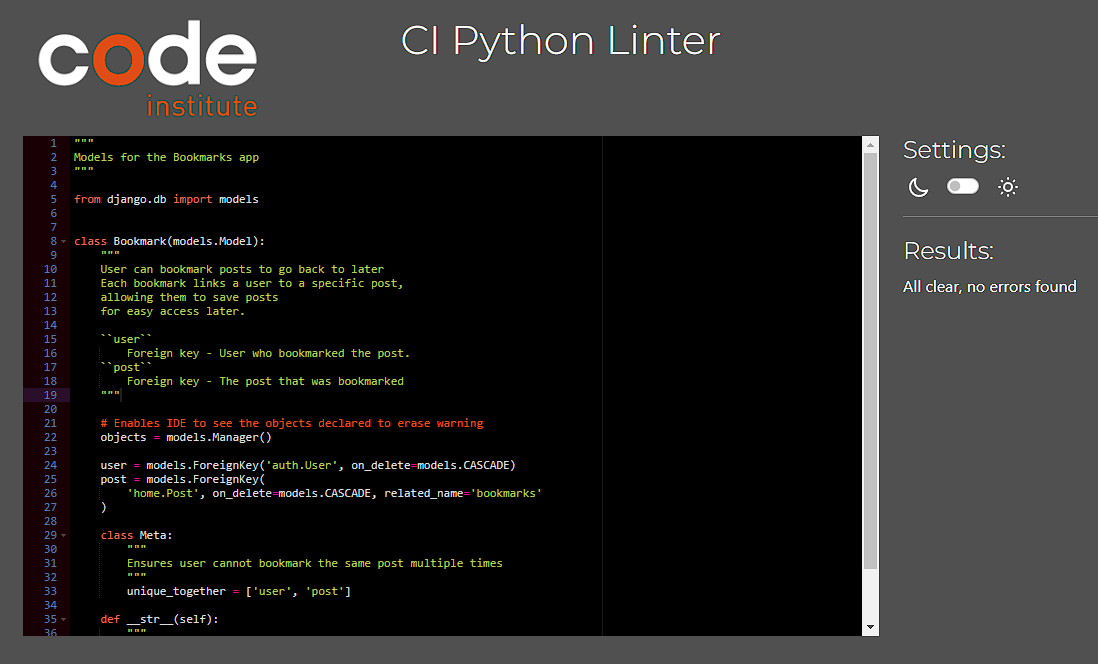 code
institute
CI Python Linter
1 """
2 Models for the Bookmarks app
3 """
4
5 from django.db import models
6
7
8 class Bookmark(models.Model):
9     """
10     User can bookmark posts to go back to later
11     Each bookmark links a user to a specific post,
12     allowing them to save posts
13     for easy access later.
14
15     ``user``
16         Foreign key - User who bookmarked the post.
17     ``post``
18         Foreign key - The post that was bookmarked
19     """
20
21     # Enables IDE to see the objects declared to erase warning
22     objects = models.Manager()
23
24     user = models.ForeignKey('auth.User', on_delete=models.CASCADE)
25     post = models.ForeignKey(
26         'home.Post', on_delete=models.CASCADE, related_name='bookmarks'
27     )
28
29     class Meta:
30         """
31         Ensures user cannot bookmark the same post multiple times
32         """
33         unique_together = ['user', 'post']
34
35     def __str__(self):
36         """
Settings:
Results:
All clear, no errors found